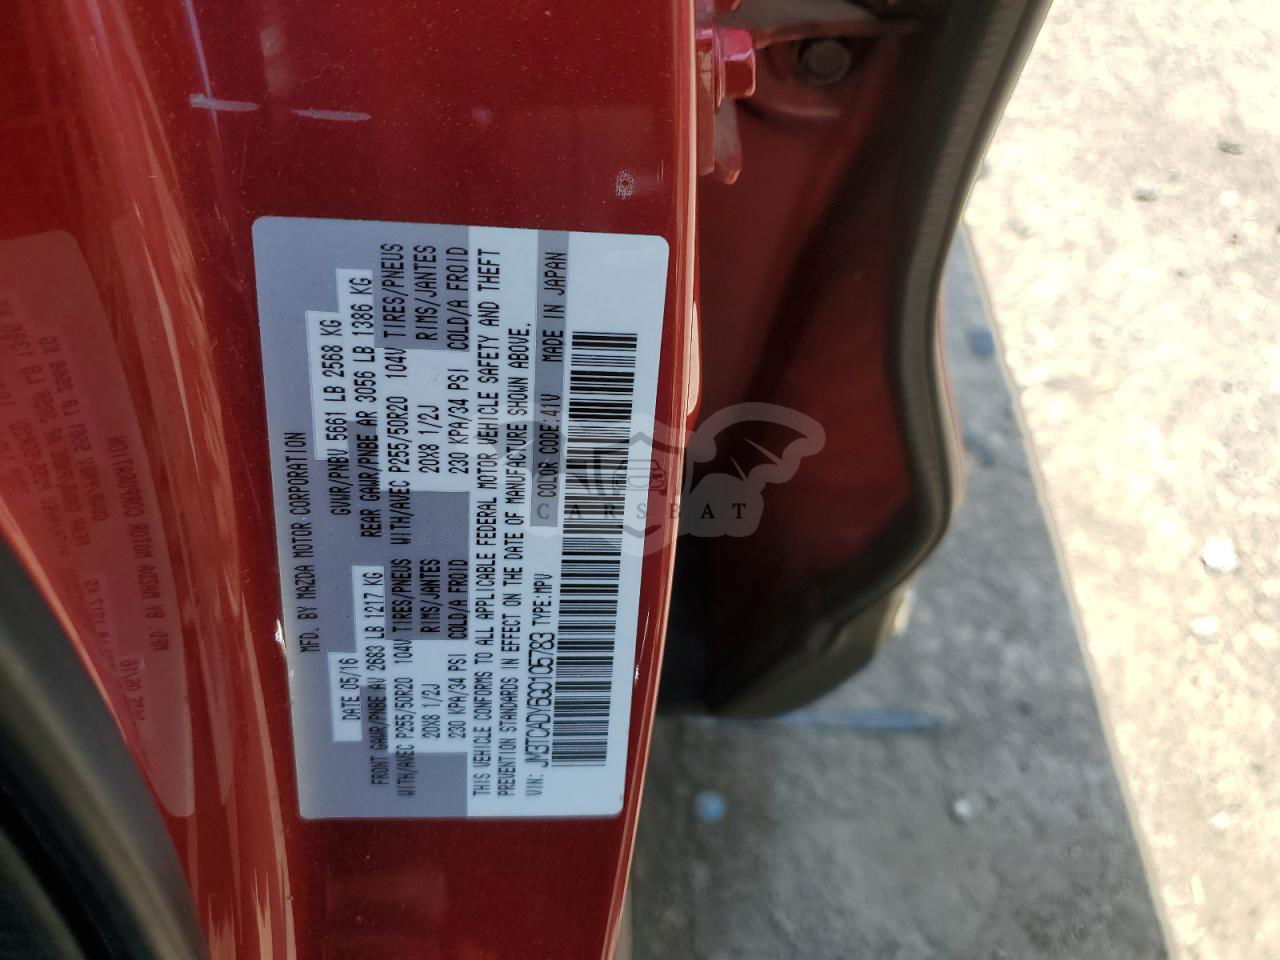 MFD. BY MAZDA MOTOR CORPORATION
DATE 05/16 GVWR/PNBV 5661 LB 2568 KG
FRONT GAWR/PNBE AV 2683 LB 1217 KG REAR GAWR/PNBE AR 3056 LB 1386 KG
WITH/AVEC P255/50R20 104V TIRES/PNEUS WITH/AVEC P255/50R20 104V TIRES/PNEUS
20X8 1/2J RIMS/JANTES 20X8 1/2J RIMS/JANTES
230 KPA/34 PSI COLD/A FROID 230 KPA/34 PSI COLD/A FROID
THIS VEHICLE CONFORMS TO ALL APPLICABLE FEDERAL MOTOR VEHICLE SAFETY AND THEFT
PREVENTION STANDARDS IN EFFECT ON THE DATE OF MANUFACTURE SHOWN ABOVE.
VIN: JM3TCADY6G0105783 TYPE:MPV COLOR CODE:41V MADE IN JAPAN
CARSBAT